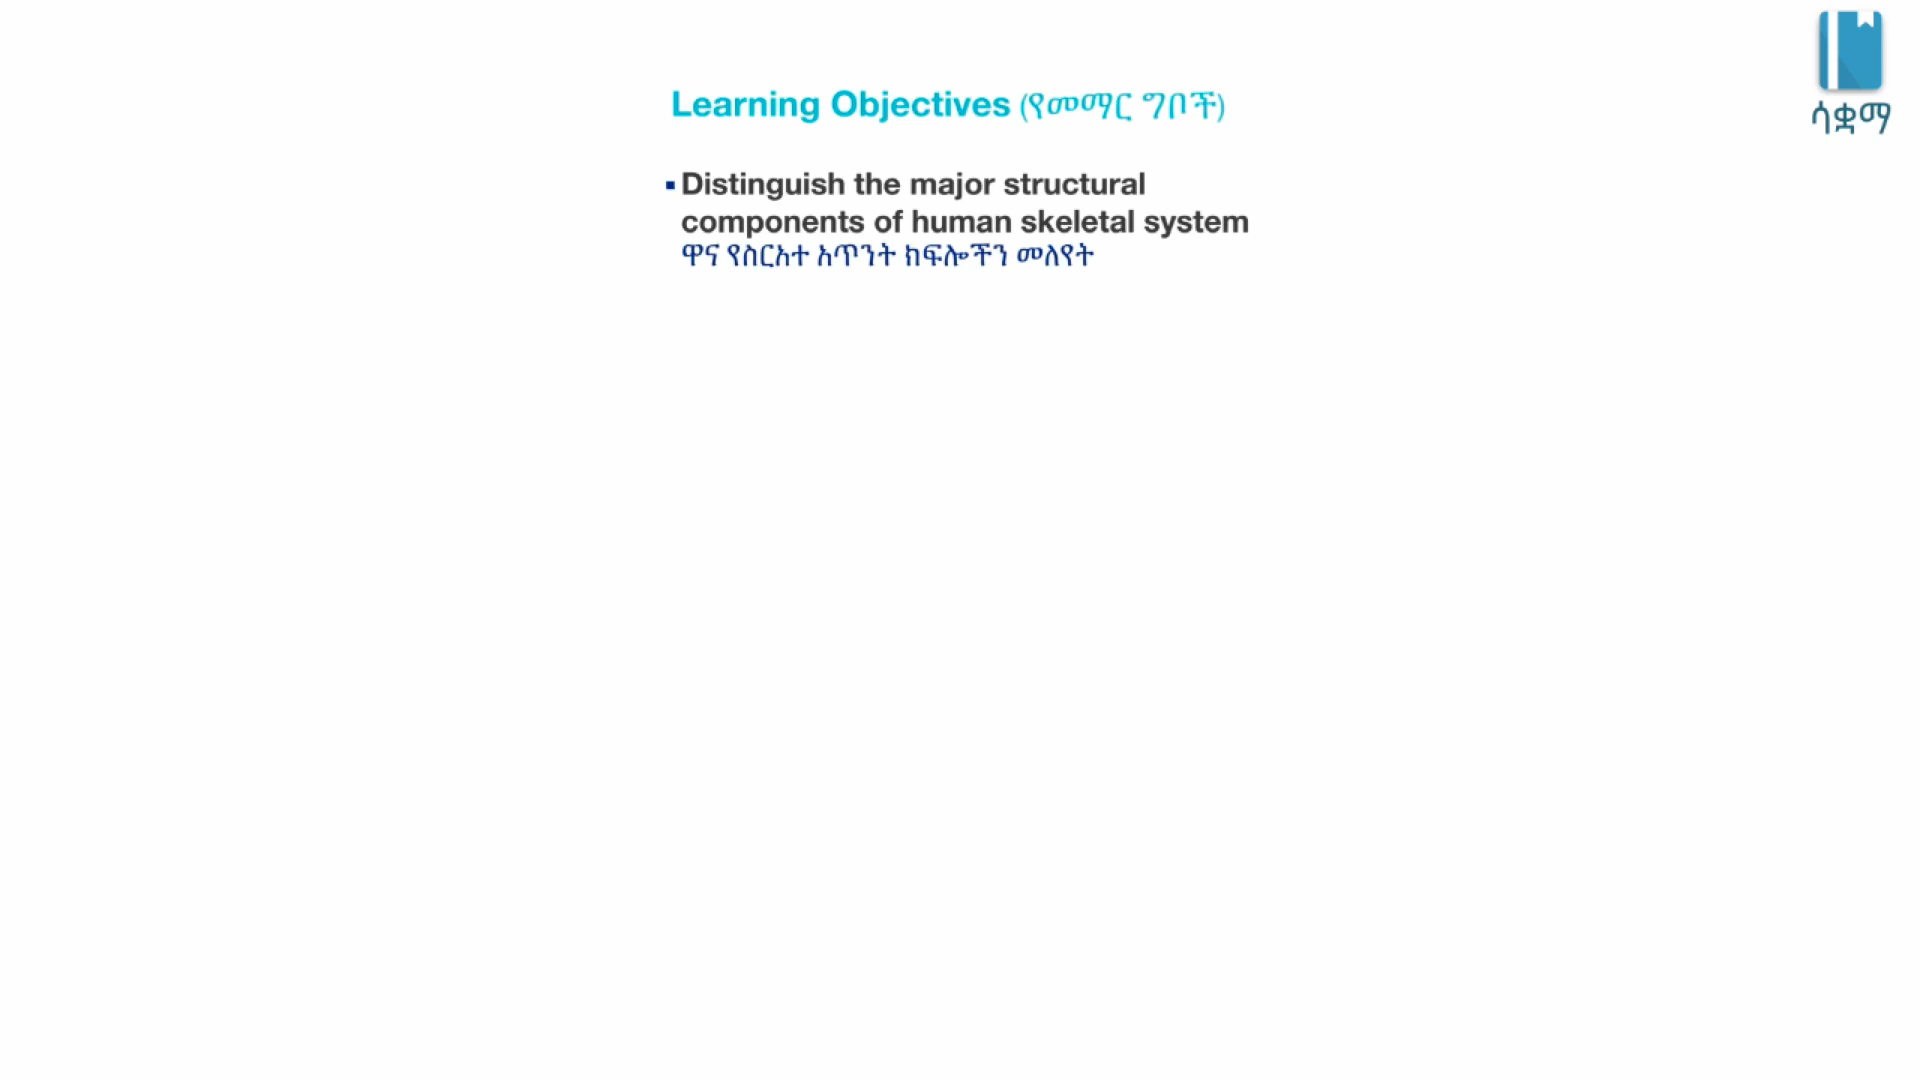 ሳቋማ
Learning Objectives (የመማር ግቦች)
▪ Distinguish the major structural
components of human skeletal system
ዋና የስርአተ አጥንት ክፍሎችን መለየት